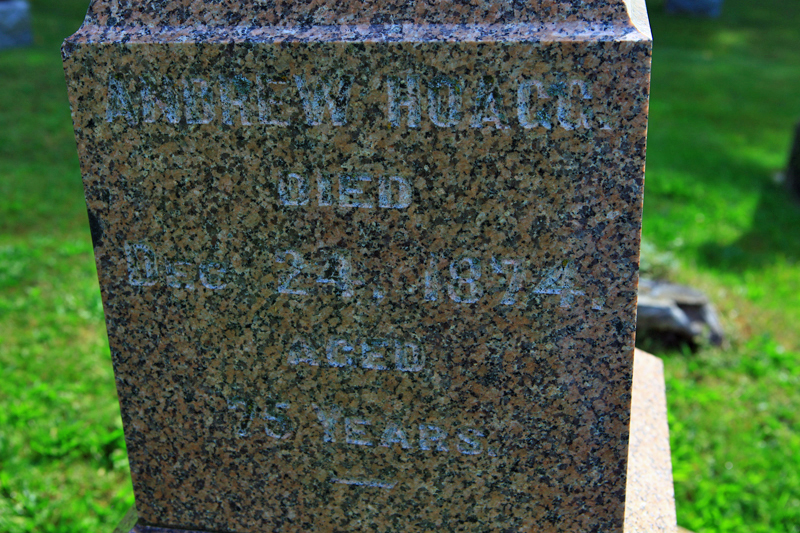 ANDREW HOAGG.
DIED
Dec 24, 1874.
AGED
75 YEARS.